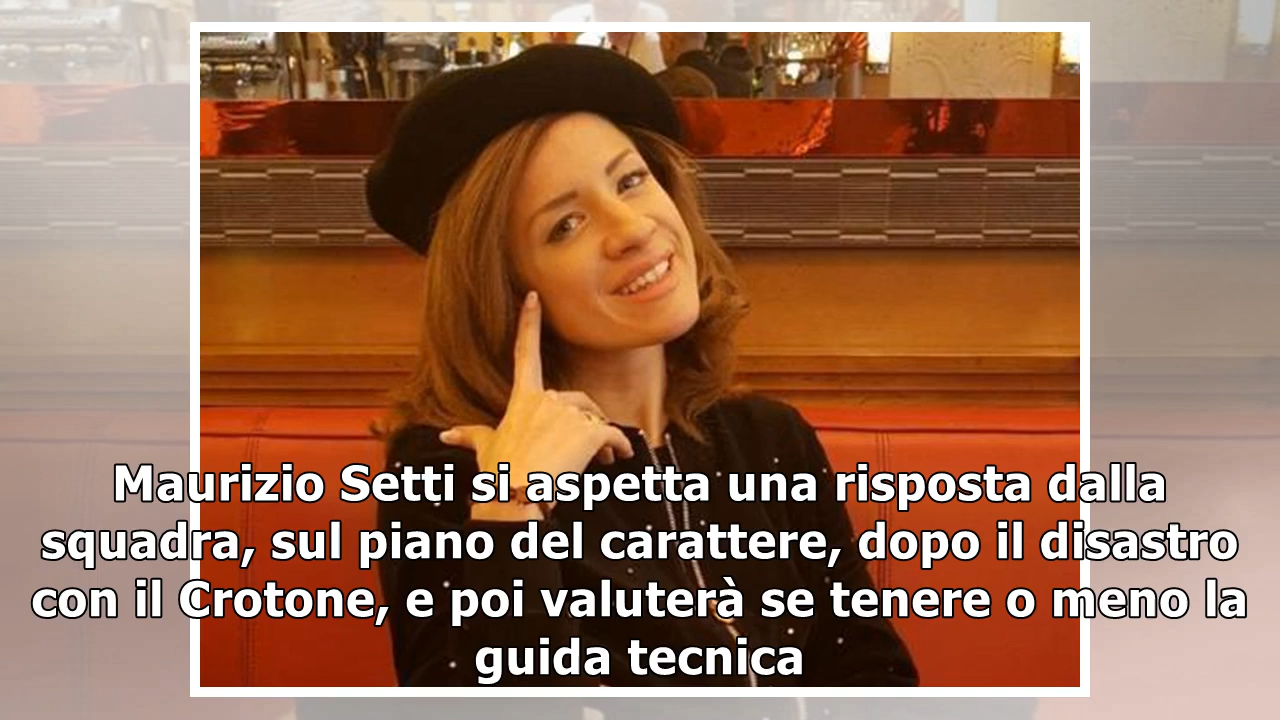 Maurizio Setti si aspetta una risposta dalla
squadra, sul piano del carattere, dopo il disastro
con il Crotone, e poi valuterà se tenere o meno la
guida tecnica